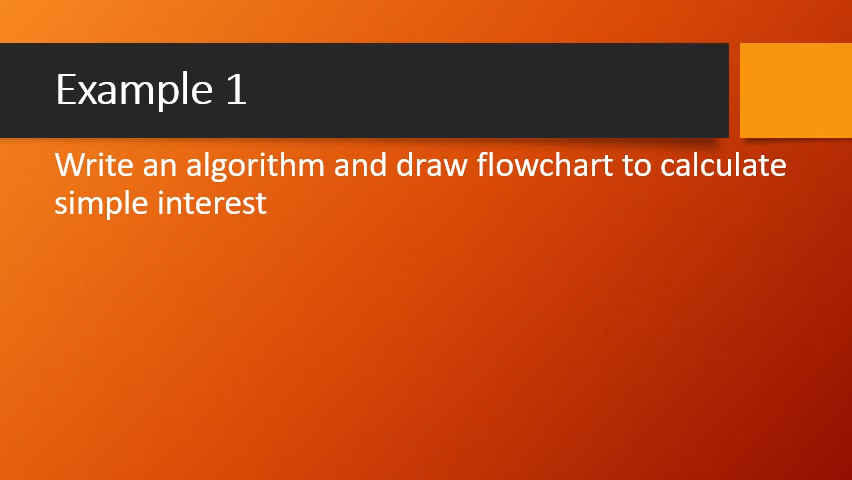 Example 1
Write an algorithm and draw flowchart to calculate
simple interest